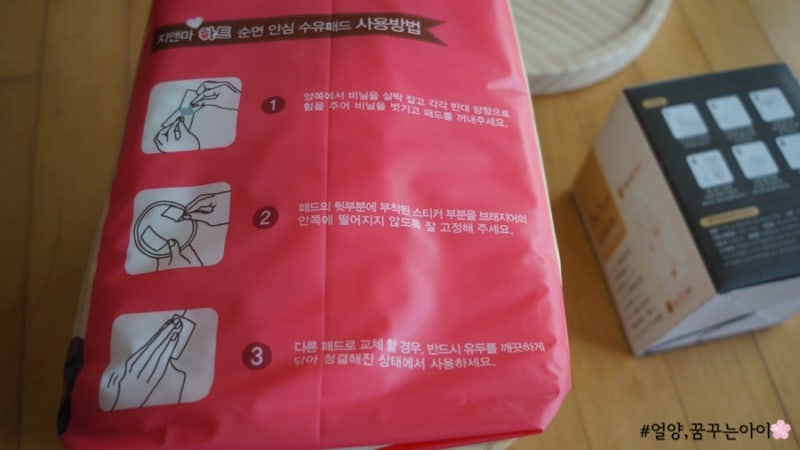 지앤마 하트 순면 안심 수유패드 사용방법
1
양쪽에서 비닐을 살짝 잡고 각각 반대 방향으로
힘을 주어 비닐을 벗기고 패드를 꺼내주세요.
2
패드의 뒷부분에 부착된 스티커 부분을 브래지어의
안쪽에 떨어지지 않도록 잘 고정해 주세요.
3
다른 패드로 교체 할 경우, 반드시 유두를 깨끗하게
닦아 청결해진 상태에서 사용하세요.
#얼양,꿈꾸는아이🌸